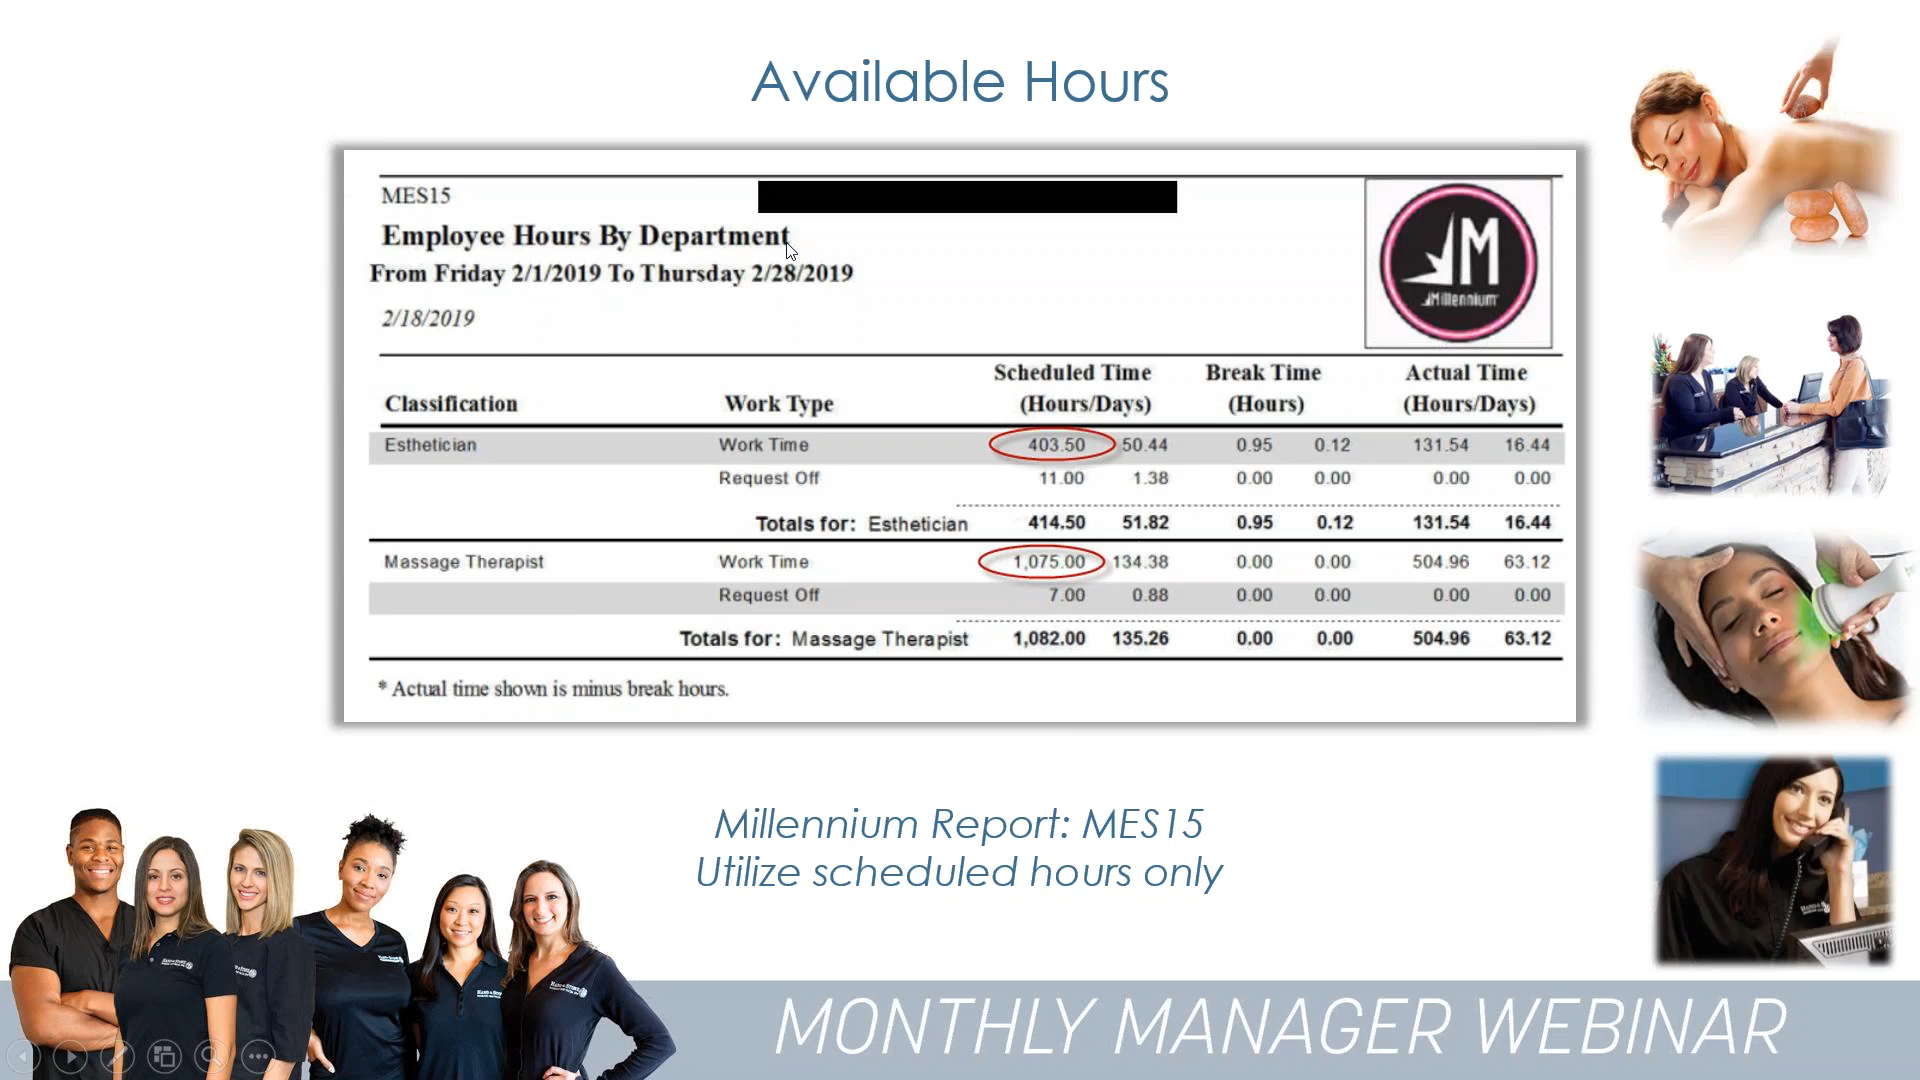 Available Hours
MES15
Employee Hours By Department
From Friday 2/1/2019 To Thursday 2/28/2019
2/18/2019
M
Millennium
Scheduled Time Break Time Actual Time
Classification Work Type (Hours/Days) (Hours) (Hours/Days)
Esthetician Work Time 403.50 50.44 0.95 0.12 131.54 16.44
Request Off 11.00 1.38 0.00 0.00 0.00 0.00
Totals for: Esthetician 414.50 51.82 0.95 0.12 131.54 16.44
Massage Therapist Work Time 1,075.00 134.38 0.00 0.00 504.96 63.12
Request Off 7.00 0.88 0.00 0.00 0.00 0.00
Totals for: Massage Therapist 1,082.00 135.26 0.00 0.00 504.96 63.12
* Actual time shown is minus break hours.
Millennium Report: MES15
Utilize scheduled hours only
MONTHLY MANAGER WEBINAR